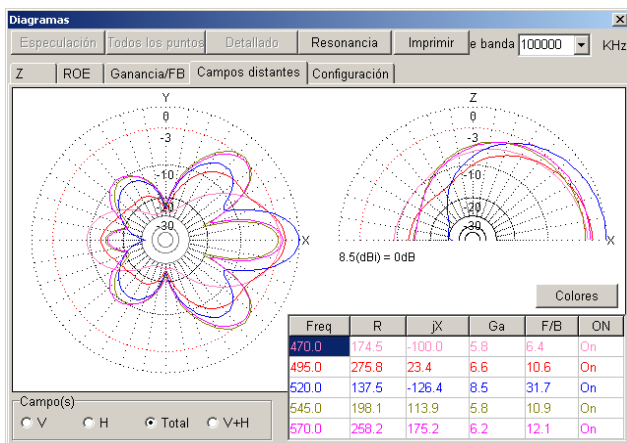 Diagramas
Especulación Todos los puntos Detallado Resonancia Imprimir e banda 100000 KHz
Z ROE Ganancia/FB Campos distantes Configuración
Y
0
-3
-10
-20
-30
X
Z
0
-3
-10
-20
-30
X
8.5(dBi) = 0dB
Colores
Freq R jX Ga F/B ON
470.0 174.5 -100.0 5.8 6.4 On
495.0 275.8 23.4 6.6 10.6 On
520.0 137.5 -126.4 8.5 31.7 On
545.0 198.1 113.9 5.8 10.9 On
570.0 258.2 175.2 6.2 12.1 On
Campo(s)
V H Total V+H